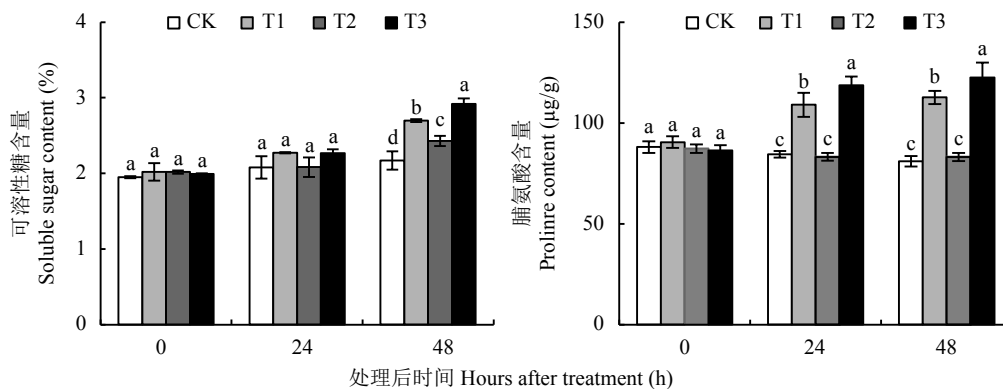 CK T1 T2 T3
4
3
2
1
0
可溶性糖含量
Soluble sugar content (%)
a a a a
a a a a
d b c a
0 24 48
CK T1 T2 T3
150
100
50
0
脯氨酸含量
Prolinre content (μg/g)
a a a a
c b c a
c b c a
0 24 48
处理后时间 Hours after treatment (h)